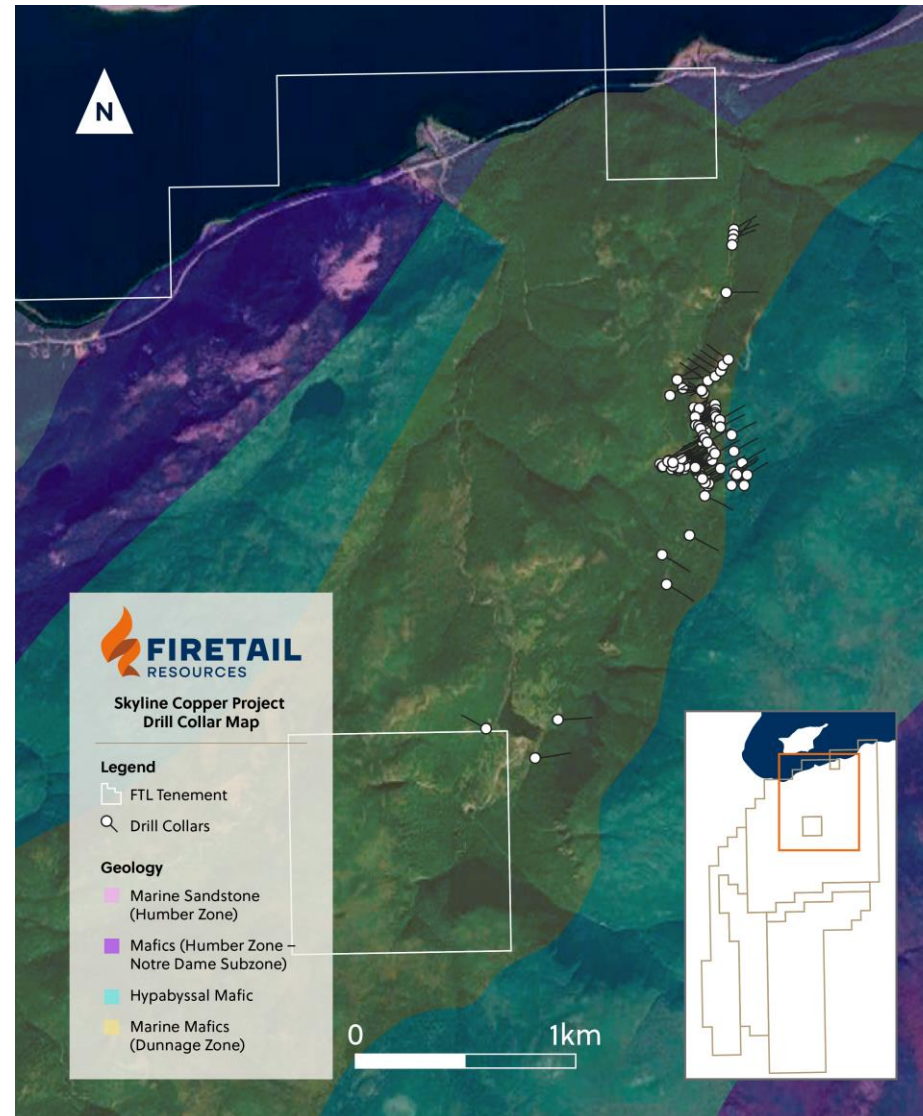 N
FIRETAIL
RESOURCES
Skyline Copper Project
Drill Collar Map
Legend
FTL Tenement
Drill Collars
Geology
Marine Sandstone
(Humber Zone)
Mafics (Humber Zone –
Notre Dame Subzone)
Hypabyssal Mafic
Marine Mafics
(Dunnage Zone)
0 1km